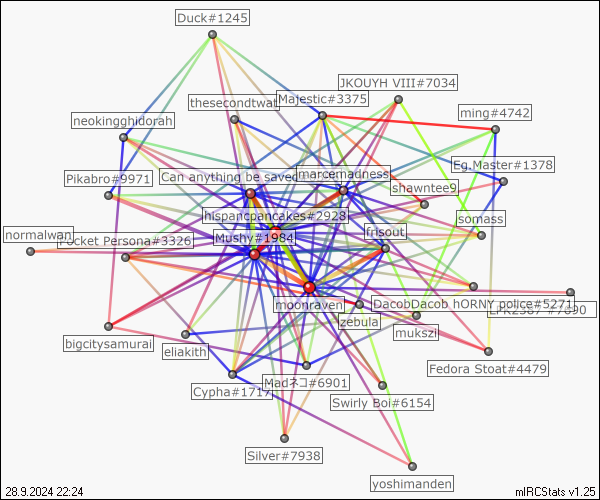 Duck#1245
JKOUYH VIII#7034
thesecondtwat
Majestic#3375
ming#4742
neokingghidorah
Eg.Master#1378
Pikabro#9971
Can anything be saved
marcemadness
shawntee9
hispanicpancakes#2928
somass
normalwan
Pocket Persona#3326
Mushy#1984
frisout
moonraven
DacobDacob
hORNY police#5271
zebula
mukszi
bigcitysamurai
eliakith
Fedora Stoat#4479
Cypha#1717
Madネコ#6901
Swirly Boi#6154
Silver#7938
yoshimanden
28.9.2024 22:24
mIRCStats v1.25